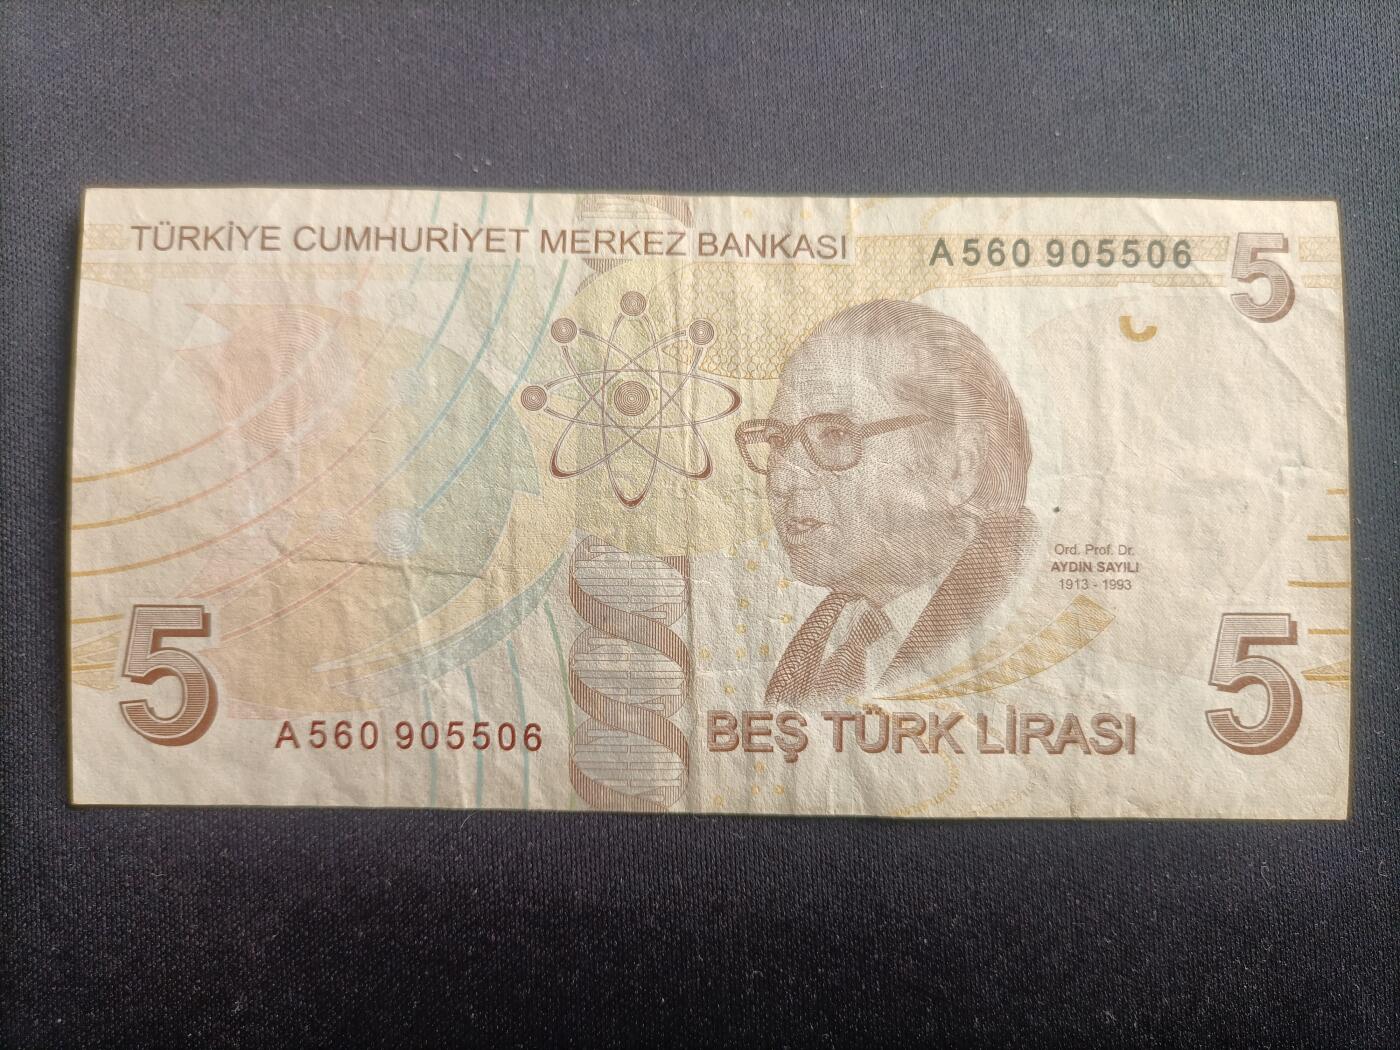 TÜRKİYE CUMHURİYET MERKEZ BANKASI
A560 905506
5
Ord. Prof. Dr.
AYDIN SAYILI
1913 - 1993
5
A560 905506
BEŞ TÜRK LİRASI
5